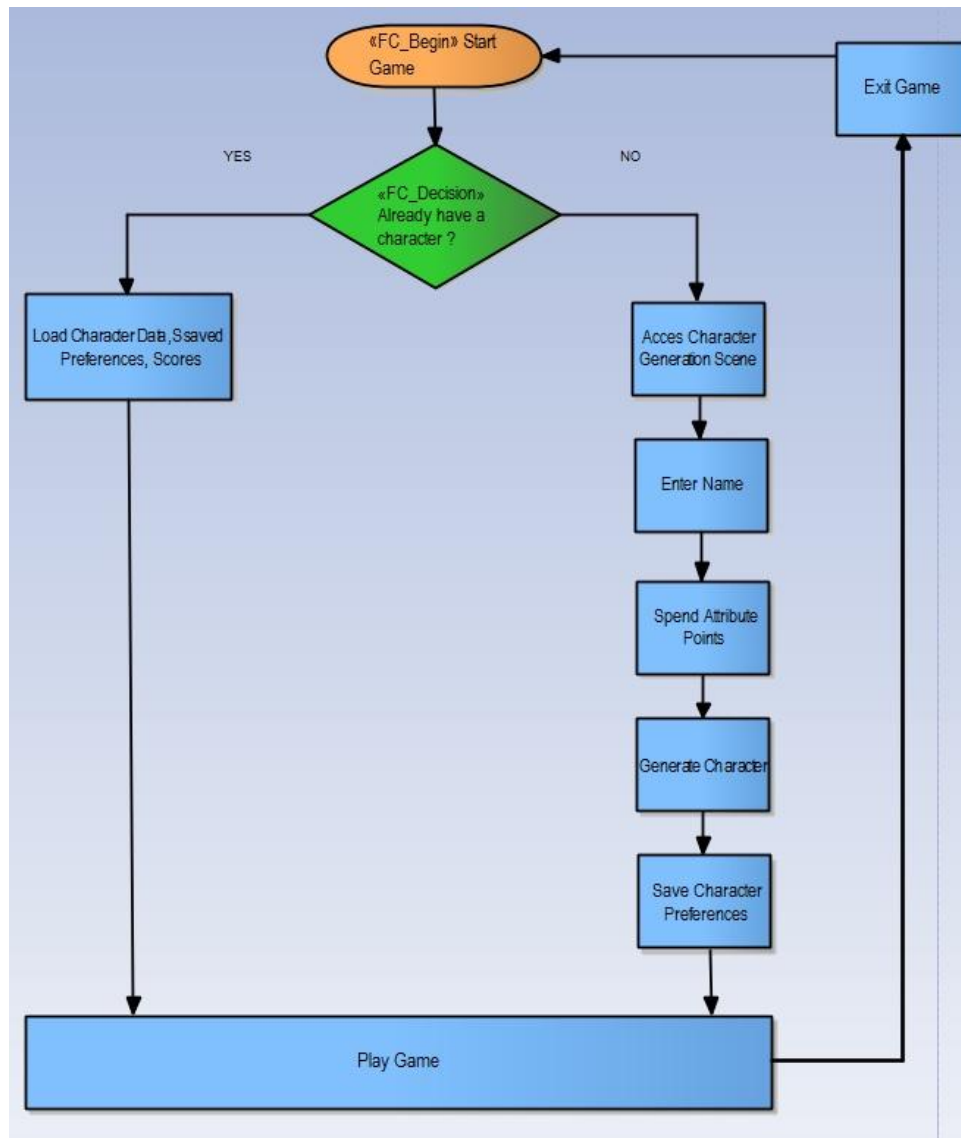 «FC_Begin» Start
Game
Exit Game
YES
NO
«FC_Decision»
Already have a
character ?
Load Character Data,Ssaved
Preferences, Scores
Acces Character
Generation Scene
Enter Name
Spend Attribute
Points
Generate Character
Save Character
Preferences
Play Game